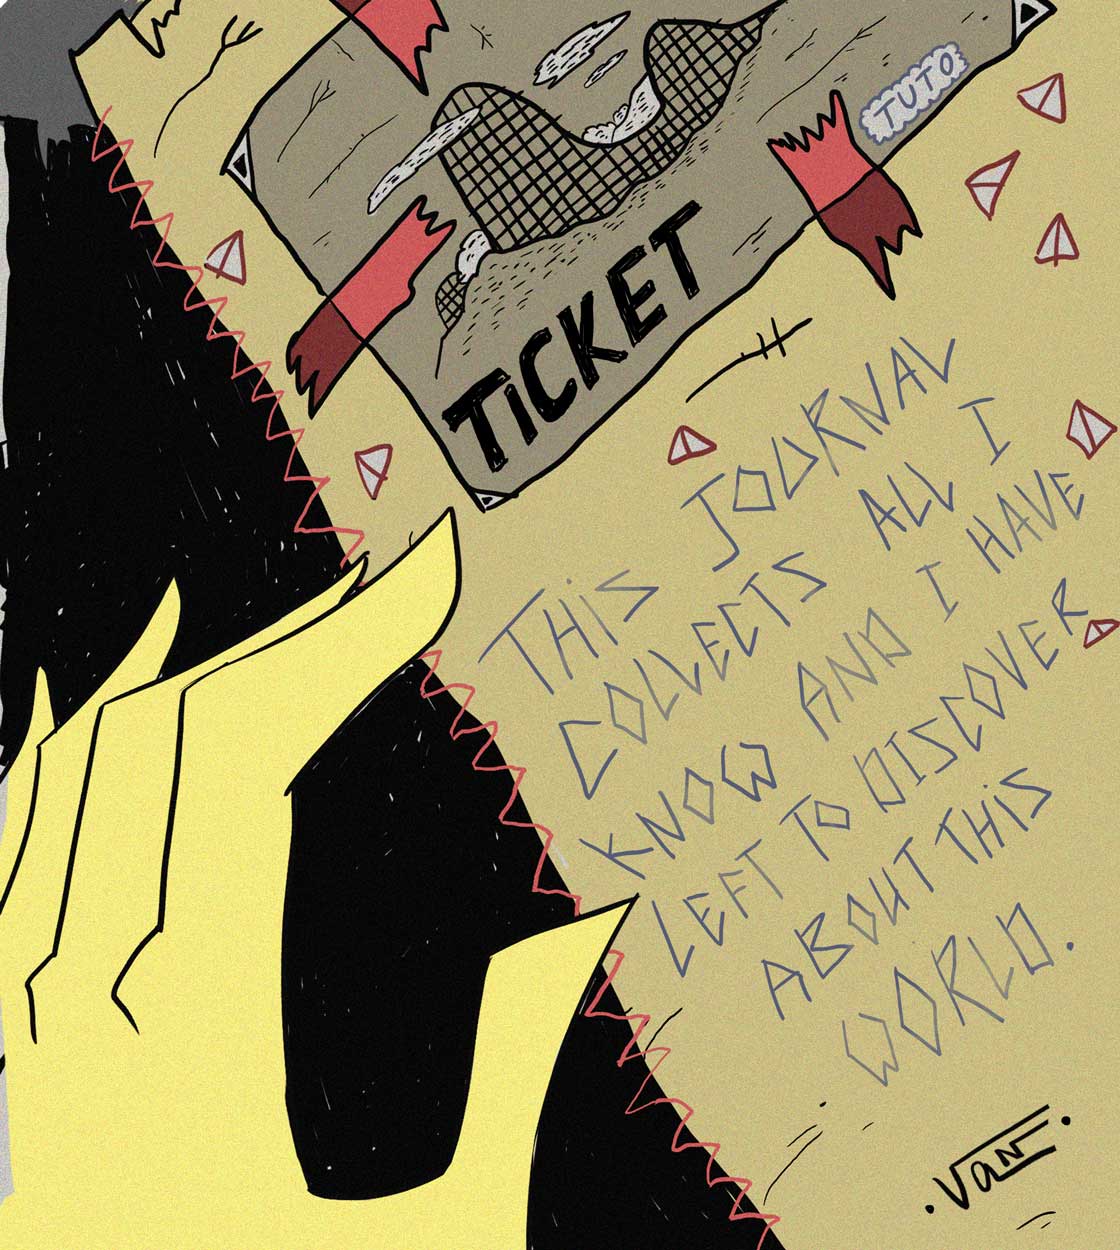 TUTO
TiCKET
THiS JOURNAL
COLLECTS ALL I
KNOW AND I HAVE
LEFT TO DISCOVER
ABOUT THiS
WORLD.
.Van.